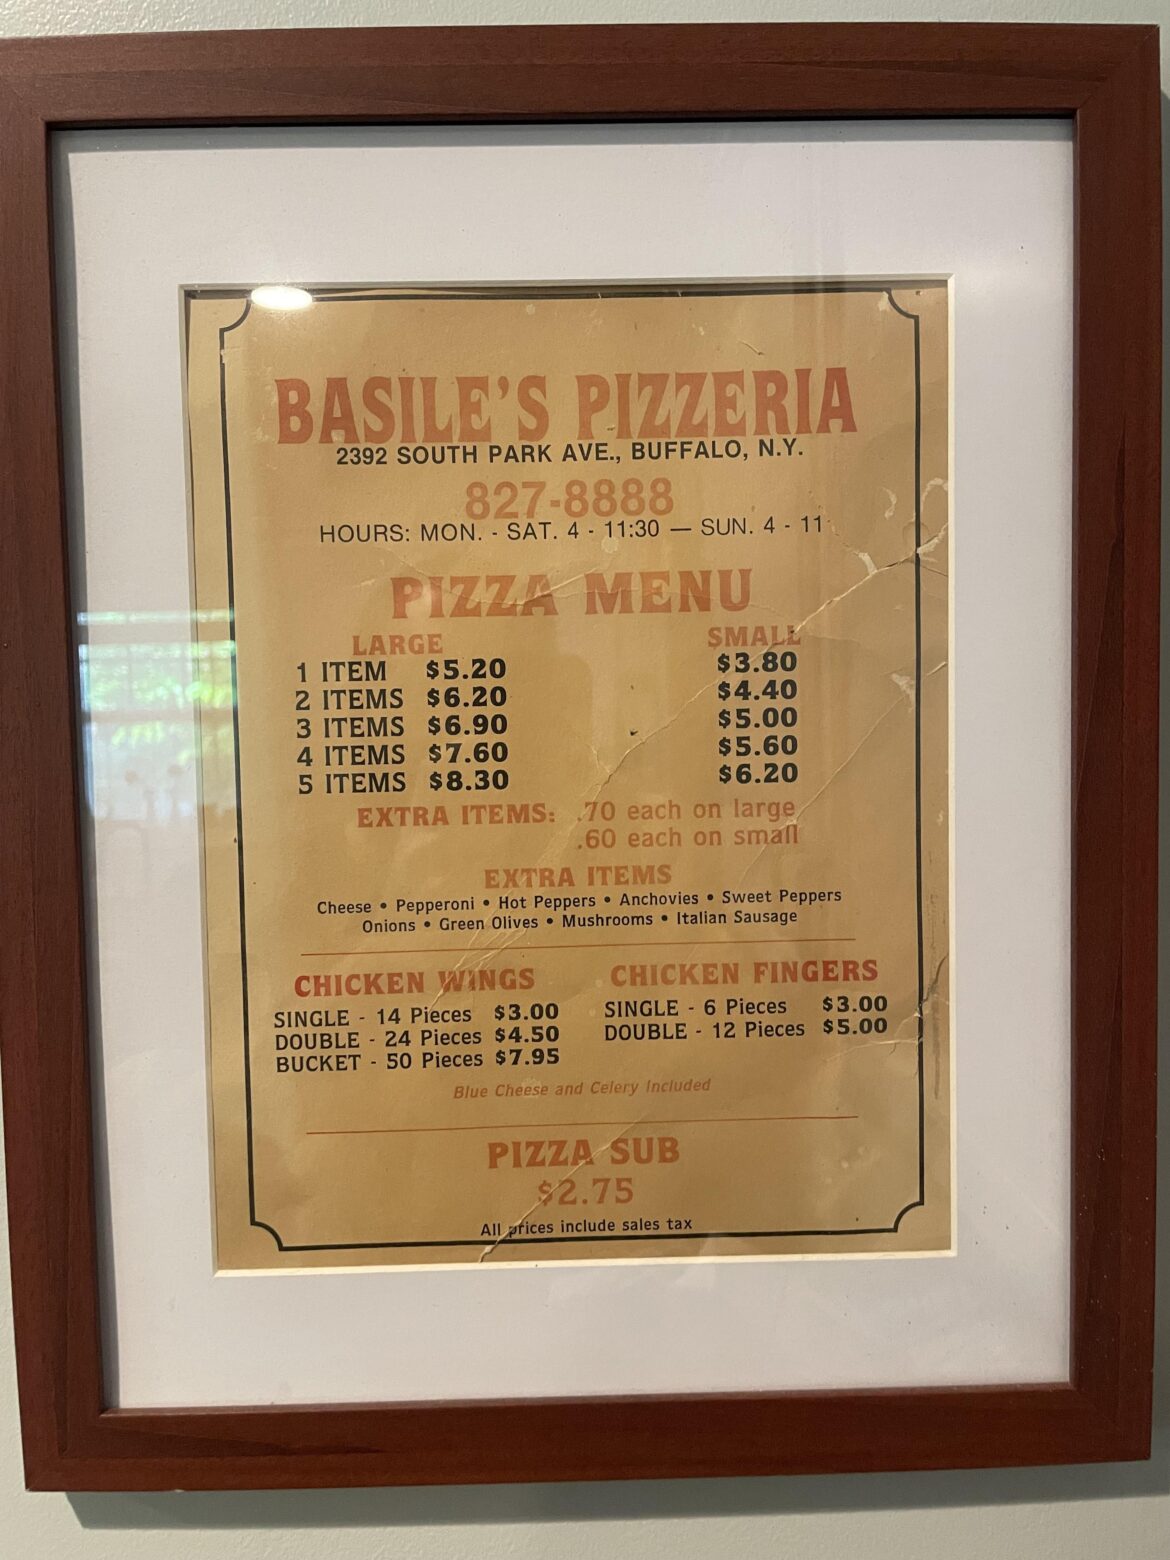 BASILE'S PIZZERIA
2392 SOUTH PARK AVE., BUFFALO, N.Y.
827-8888
HOURS: MON. - SAT. 4 - 11:30 — SUN. 4 - 11
PIZZA MENU
LARGE SMALL
1 ITEM $5.20 $3.80
2 ITEMS $6.20 $4.40
3 ITEMS $6.90 $5.00
4 ITEMS $7.60 $5.60
5 ITEMS $8.30 $6.20
EXTRA ITEMS: .70 each on large
.60 each on small
EXTRA ITEMS
Cheese • Pepperoni • Hot Peppers • Anchovies • Sweet Peppers
Onions • Green Olives • Mushrooms • Italian Sausage
CHICKEN WINGS
SINGLE - 14 Pieces $3.00
DOUBLE - 24 Pieces $4.50
BUCKET - 50 Pieces $7.95
CHICKEN FINGERS
SINGLE - 6 Pieces $3.00
DOUBLE - 12 Pieces $5.00
Blue Cheese and Celery Included
PIZZA SUB
$2.75
All prices include sales tax